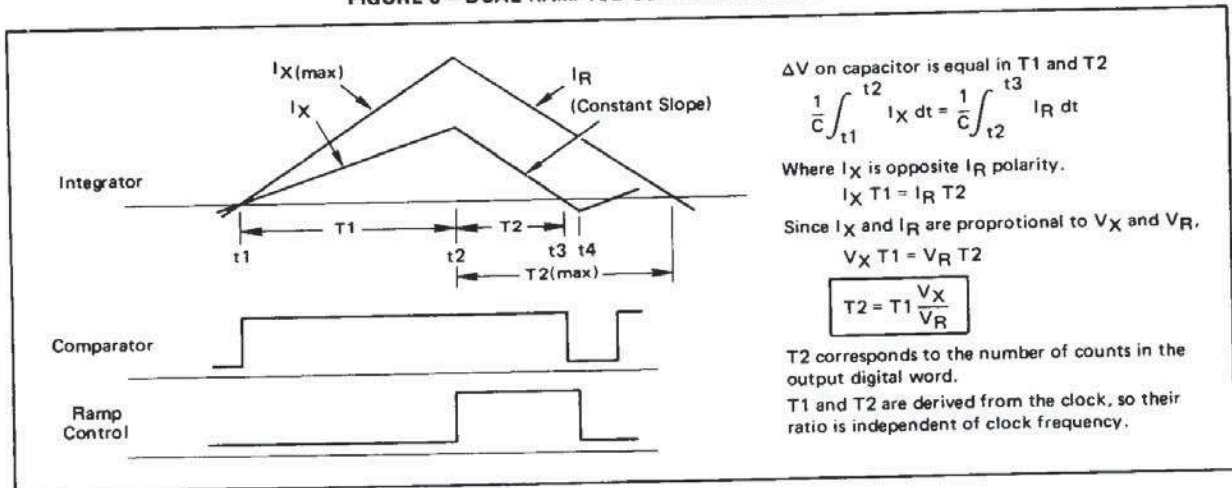 FIGURE
IX(max)
IR
(Constant Slope)
IX
Integrator
T1
T2
t1
t2
t3
t4
T2(max)
Comparator
Ramp
Control
ΔV on capacitor is equal in T1 and T2
1/C ∫t1 t2 IX dt = 1/C ∫t2 t3 IR dt
Where IX is opposite IR polarity.
IX T1 = IR T2
Since IX and IR are proprotional to VX and VR,
VX T1 = VR T2
T2 = T1 VX/VR
T2 corresponds to the number of counts in the
output digital word.
T1 and T2 are derived from the clock, so their
ratio is independent of clock frequency.